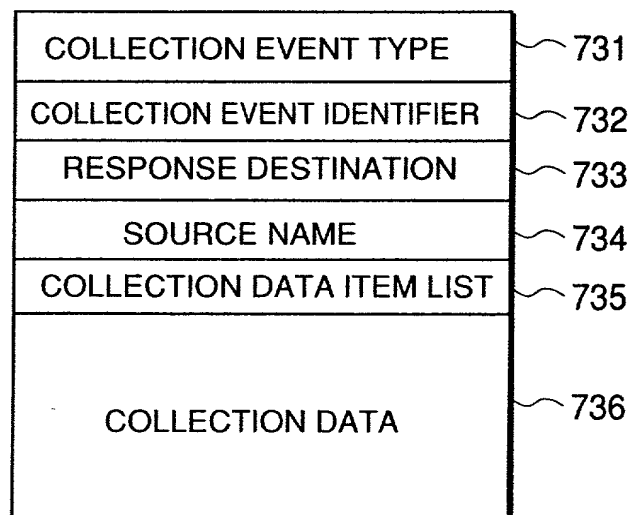 COLLECTION EVENT TYPE 731
COLLECTION EVENT IDENTIFIER 732
RESPONSE DESTINATION 733
SOURCE NAME 734
COLLECTION DATA ITEM LIST 735
COLLECTION DATA 736